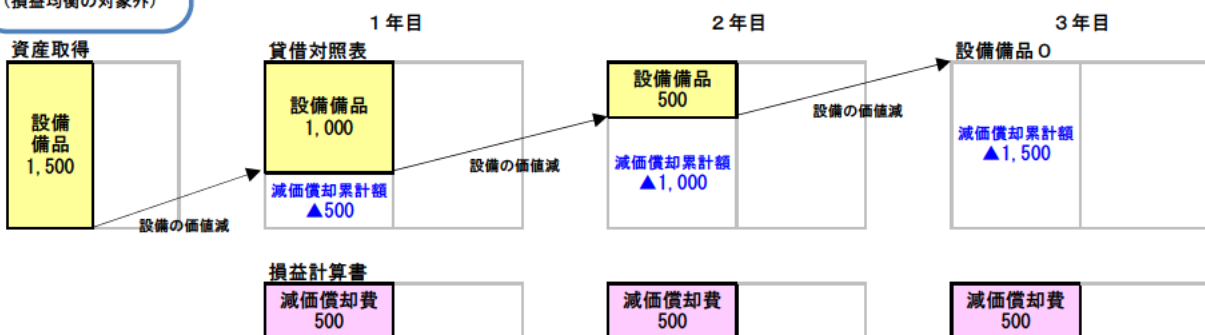 (損益均衡の対象外)
1年目
2年目
3年目
資産取得
貸借対照表
設備備品0
設備
備品
1,500
設備備品
1,000
設備備品
500
設備の価値減
設備の価値減
設備の価値減
減価償却累計額
▲500
減価償却累計額
▲1,000
減価償却累計額
▲1,500
損益計算書
減価償却費
500
減価償却費
500
減価償却費
500